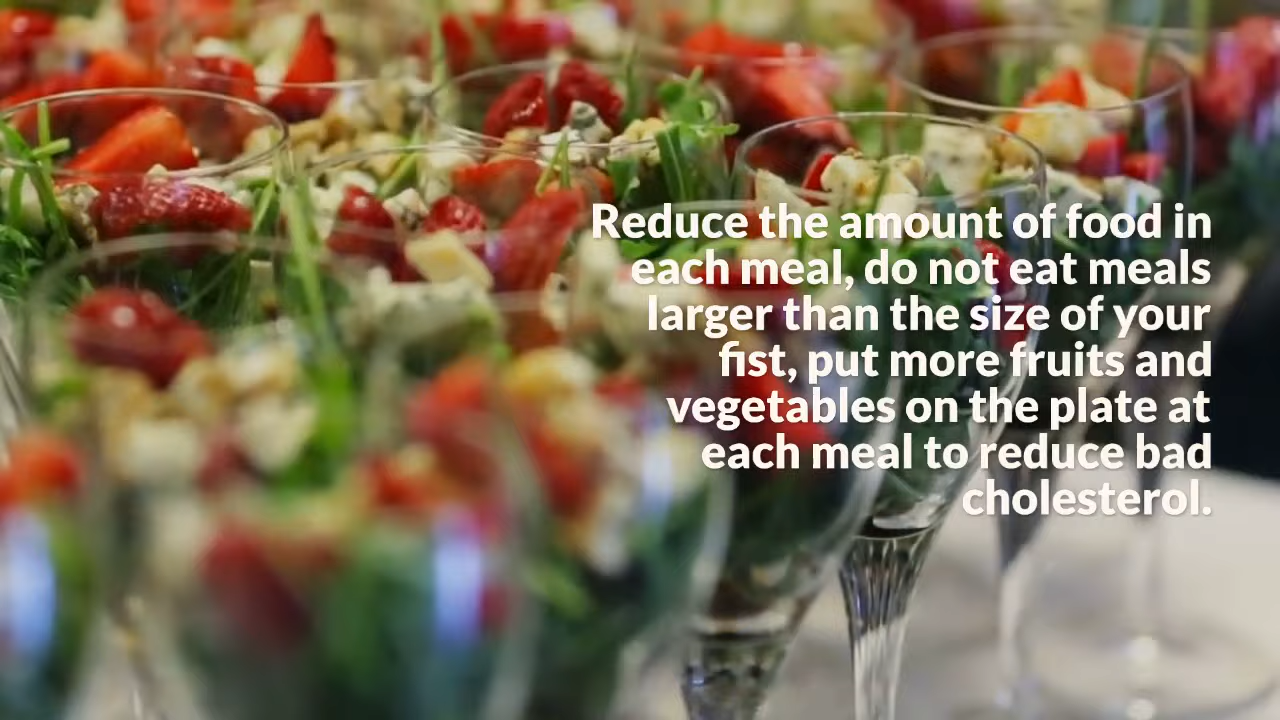 Reduce the amount of food in
each meal, do not eat meals
larger than the size of your
fist, put more fruits and
vegetables on the plate at
each meal to reduce bad
cholesterol.